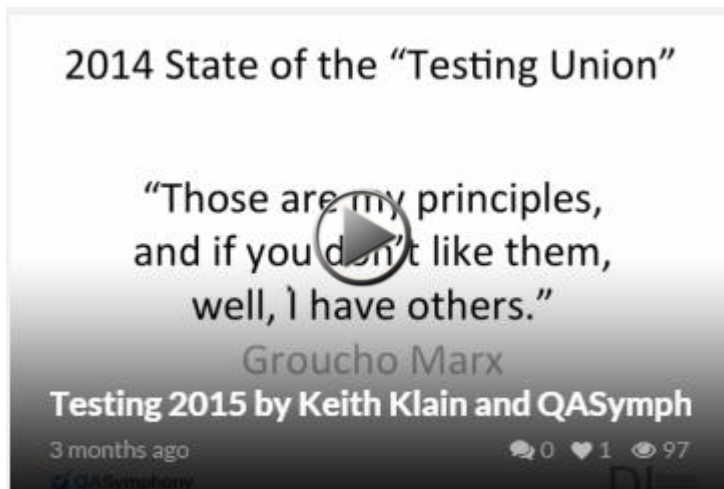 2014 State of the “Testing Union”
“Those are my principles,
and if you don’t like them,
well, I have others.”
Groucho Marx
Testing 2015 by Keith Klain and QASymph
3 months ago 0 1 97
QASymphony